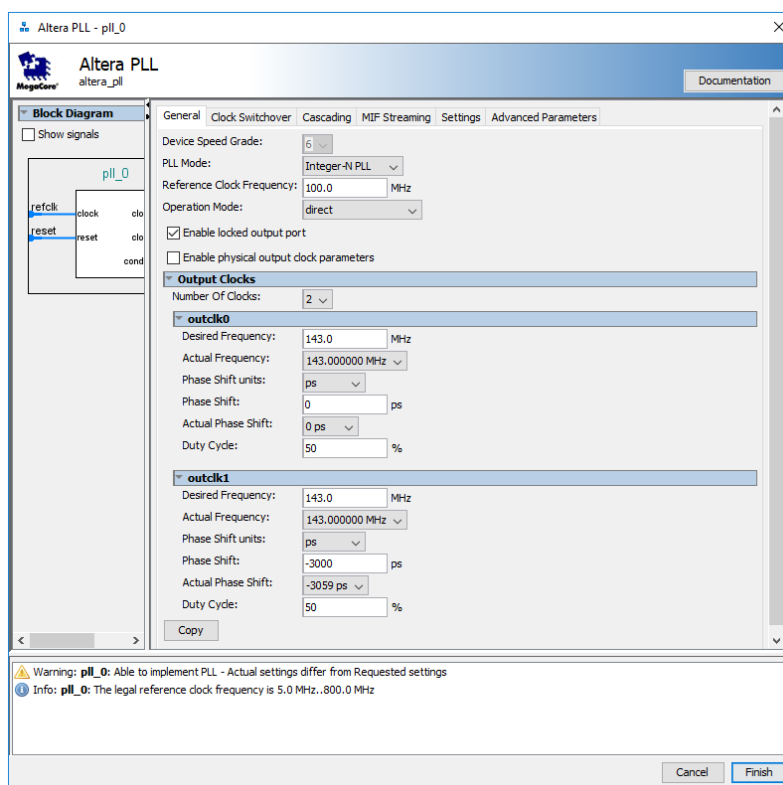 Altera PLL - pll_0
MegaCore®
Altera PLL
altera_pll
Documentation
Block Diagram
Show signals
pll_0
refclk
clock
clo
reset
reset
clo
cond
General Clock Switchover Cascading MIF Streaming Settings Advanced Parameters
Device Speed Grade: 6
PLL Mode: Integer-N PLL
Reference Clock Frequency: 100.0 MHz
Operation Mode: direct
Enable locked output port
Enable physical output clock parameters
Output Clocks
Number Of Clocks: 2
outclk0
Desired Frequency: 143.0 MHz
Actual Frequency: 143.000000 MHz
Phase Shift units: ps
Phase Shift: 0 ps
Actual Phase Shift: 0 ps
Duty Cycle: 50 %
outclk1
Desired Frequency: 143.0 MHz
Actual Frequency: 143.000000 MHz
Phase Shift units: ps
Phase Shift: -3000 ps
Actual Phase Shift: -3059 ps
Duty Cycle: 50 %
Copy
Warning: pll_0: Able to implement PLL - Actual settings differ from Requested settings
Info: pll_0: The legal reference clock frequency is 5.0 MHz..800.0 MHz
Cancel Finish